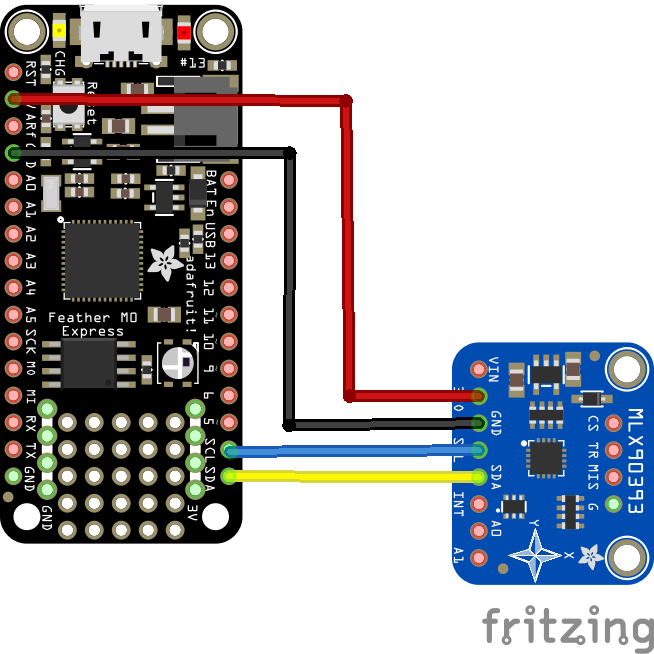 CHG
#13
RST
Reset
ARf
A0
A1
A2
A3
A4
A5
SCK
MO
MI
RX
TX
GND
GND
BAT
En
USB
13
12
11
10
9
6
5
SCL
SDA
3V
adafruit!
Feather M0
Express
VIN
GND
SDA
INT
A0
A1
MLX90393
CS
TR
MIS
G
Y
X
fritzing